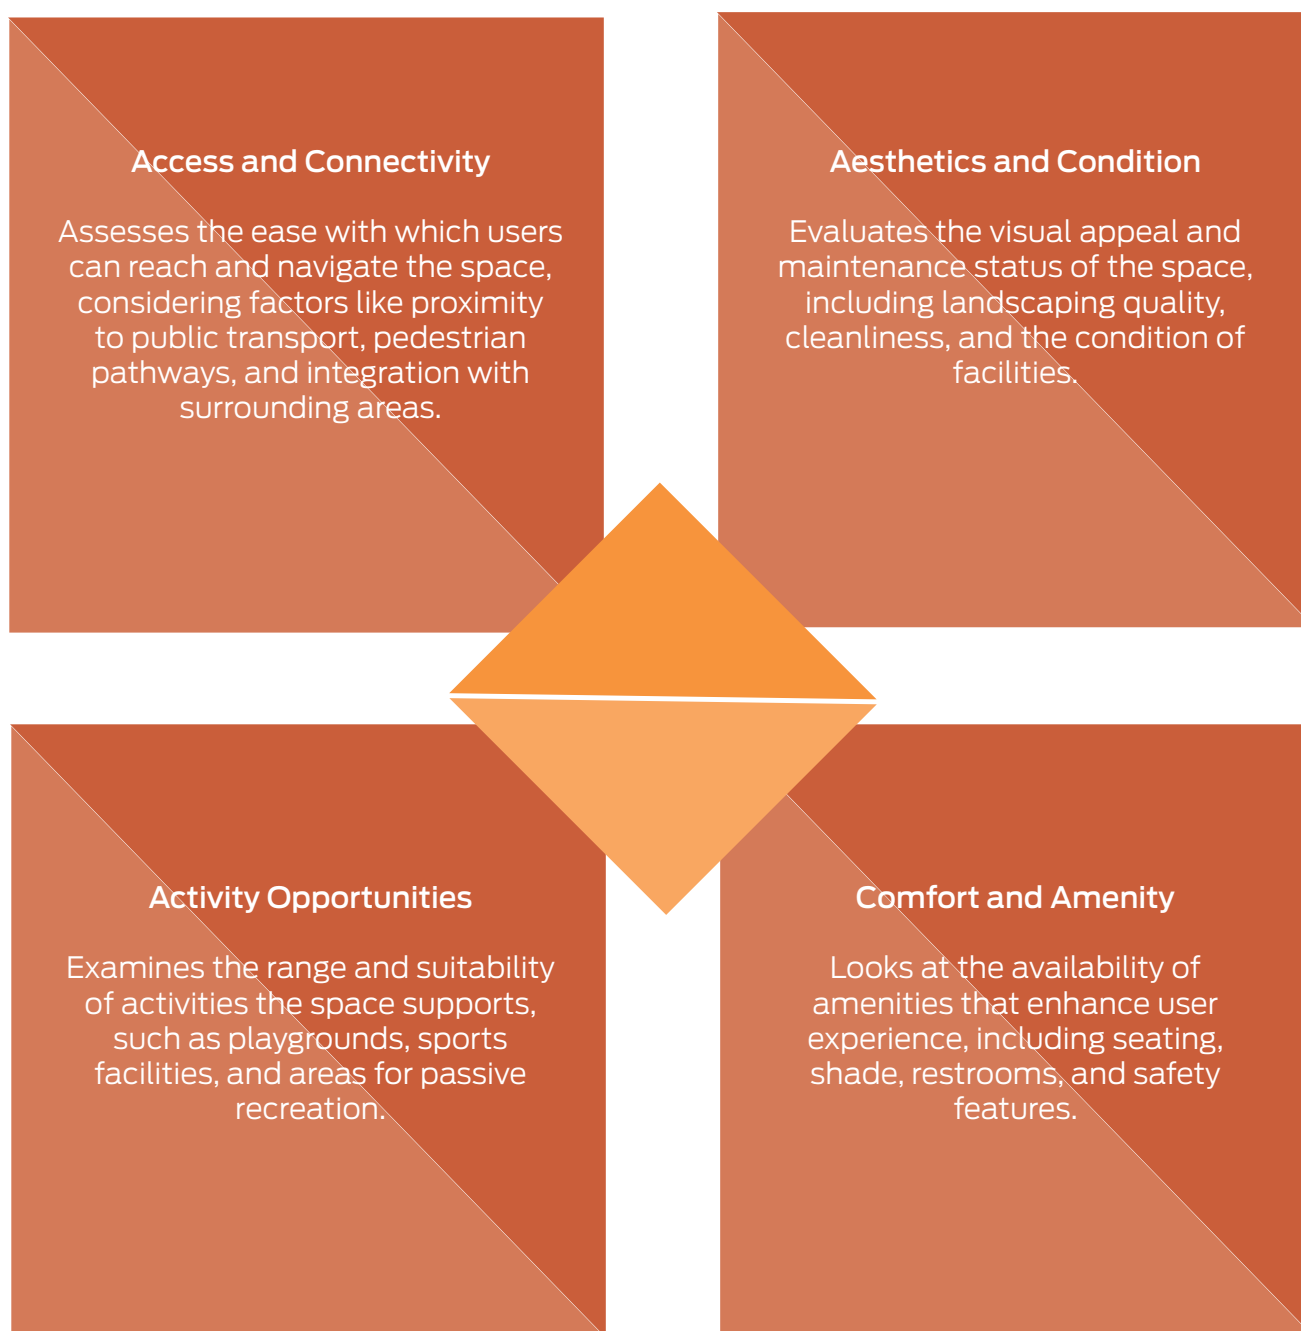 Access and Connectivity
Assesses the ease with which users
can reach and navigate the space,
considering factors like proximity
to public transport, pedestrian
pathways, and integration with
surrounding areas.
Aesthetics and Condition
Evaluates the visual appeal and
maintenance status of the space,
including landscaping quality,
cleanliness, and the condition of
facilities.
Activity Opportunities
Examines the range and suitability
of activities the space supports,
such as playgrounds, sports
facilities, and areas for passive
recreation.
Comfort and Amenity
Looks at the availability of
amenities that enhance user
experience, including seating,
shade, restrooms, and safety
features.